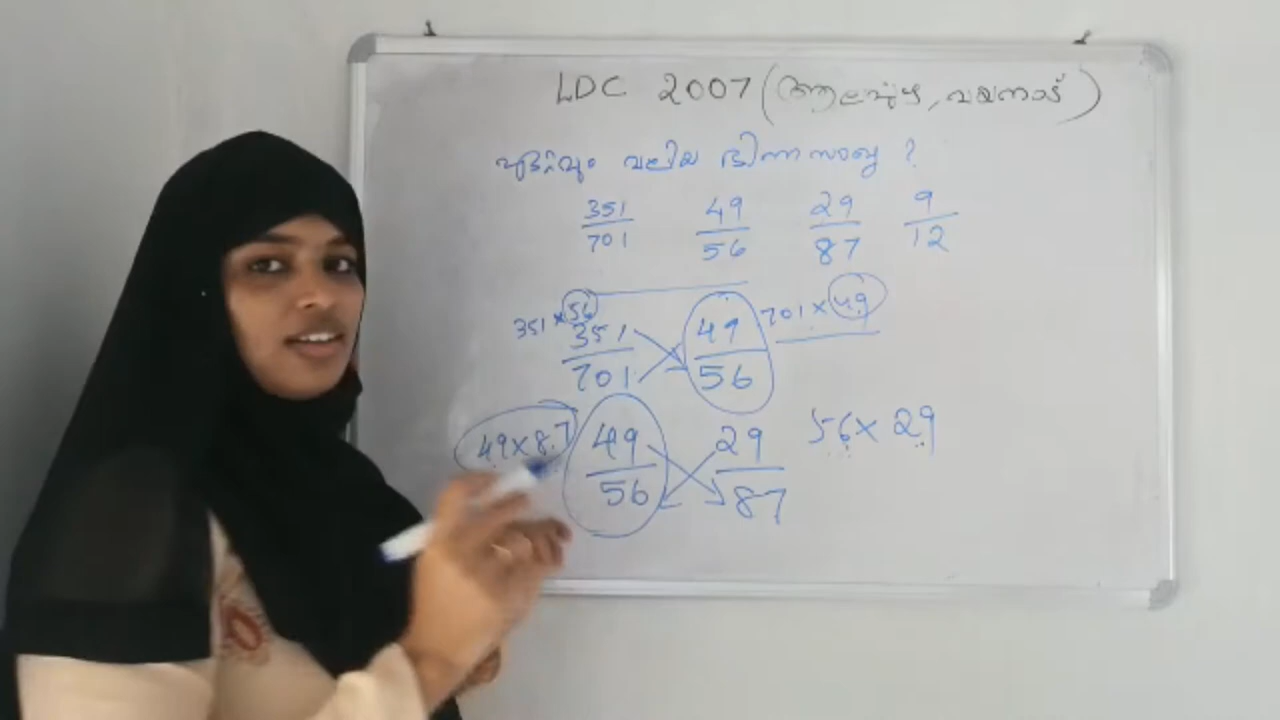 LDC 2007 (ആലപ്പുഴ, വയനാട്)
ഏറ്റവും വലിയ ഭിന്നസംഖ്യ ?
351/701 49/56 29/87 9/12
351 × 56 351/701 49/56 701 × 49
49 × 87 49/56 29/87 56 × 29